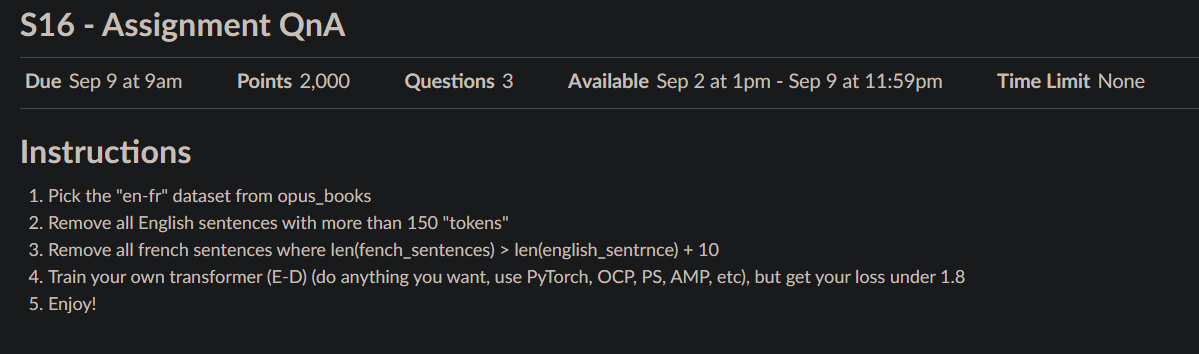 S16 - Assignment QnA
Due Sep 9 at 9am Points 2,000 Questions 3 Available Sep 2 at 1pm - Sep 9 at 11:59pm Time Limit None
Instructions
1. Pick the "en-fr" dataset from opus_books
2. Remove all English sentences with more than 150 "tokens"
3. Remove all french sentences where len(fench_sentences) > len(english_sentrnce) + 10
4. Train your own transformer (E-D) (do anything you want, use PyTorch, OCP, PS, AMP, etc), but get your loss under 1.8
5. Enjoy!